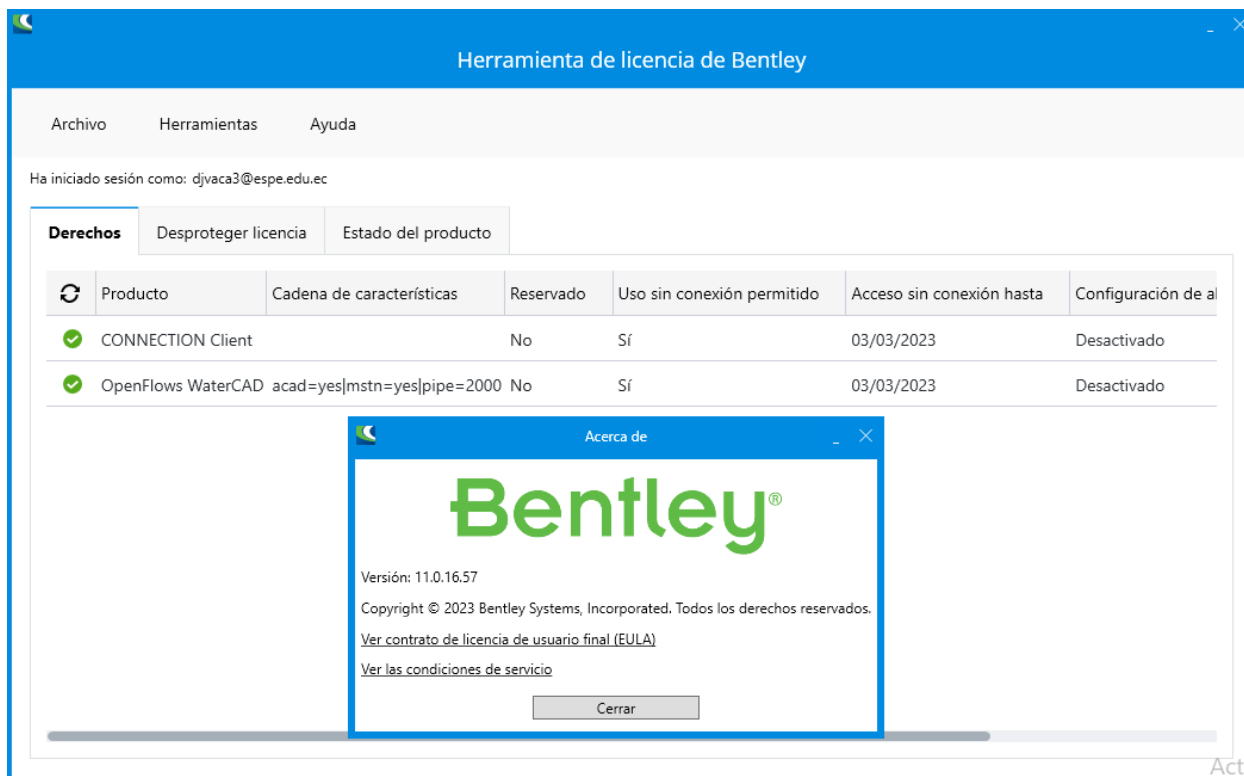 Herramienta de licencia de Bentley
Archivo Herramientas Ayuda
Ha iniciado sesión como: djvaca3@espe.edu.ec
Derechos Desproteger licencia Estado del producto
Producto Cadena de características Reservado Uso sin conexión permitido Acceso sin conexión hasta Configuración de al
CONNECTION Client No Sí 03/03/2023 Desactivado
OpenFlows WaterCAD acad=yes|mstn=yes|pipe=2000 No Sí 03/03/2023 Desactivado
Acerca de
Bentley®
Versión: 11.0.16.57
Copyright © 2023 Bentley Systems, Incorporated. Todos los derechos reservados.
Ver contrato de licencia de usuario final (EULA)
Ver las condiciones de servicio
Cerrar
Act